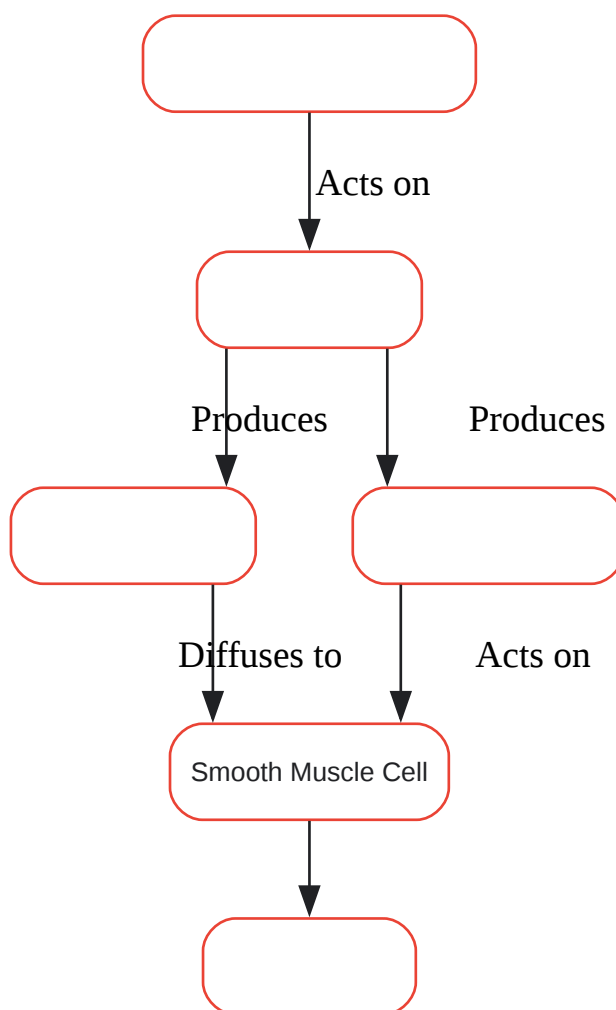 Acts on
Produces
Produces
Diffuses to
Acts on
Smooth Muscle Cell